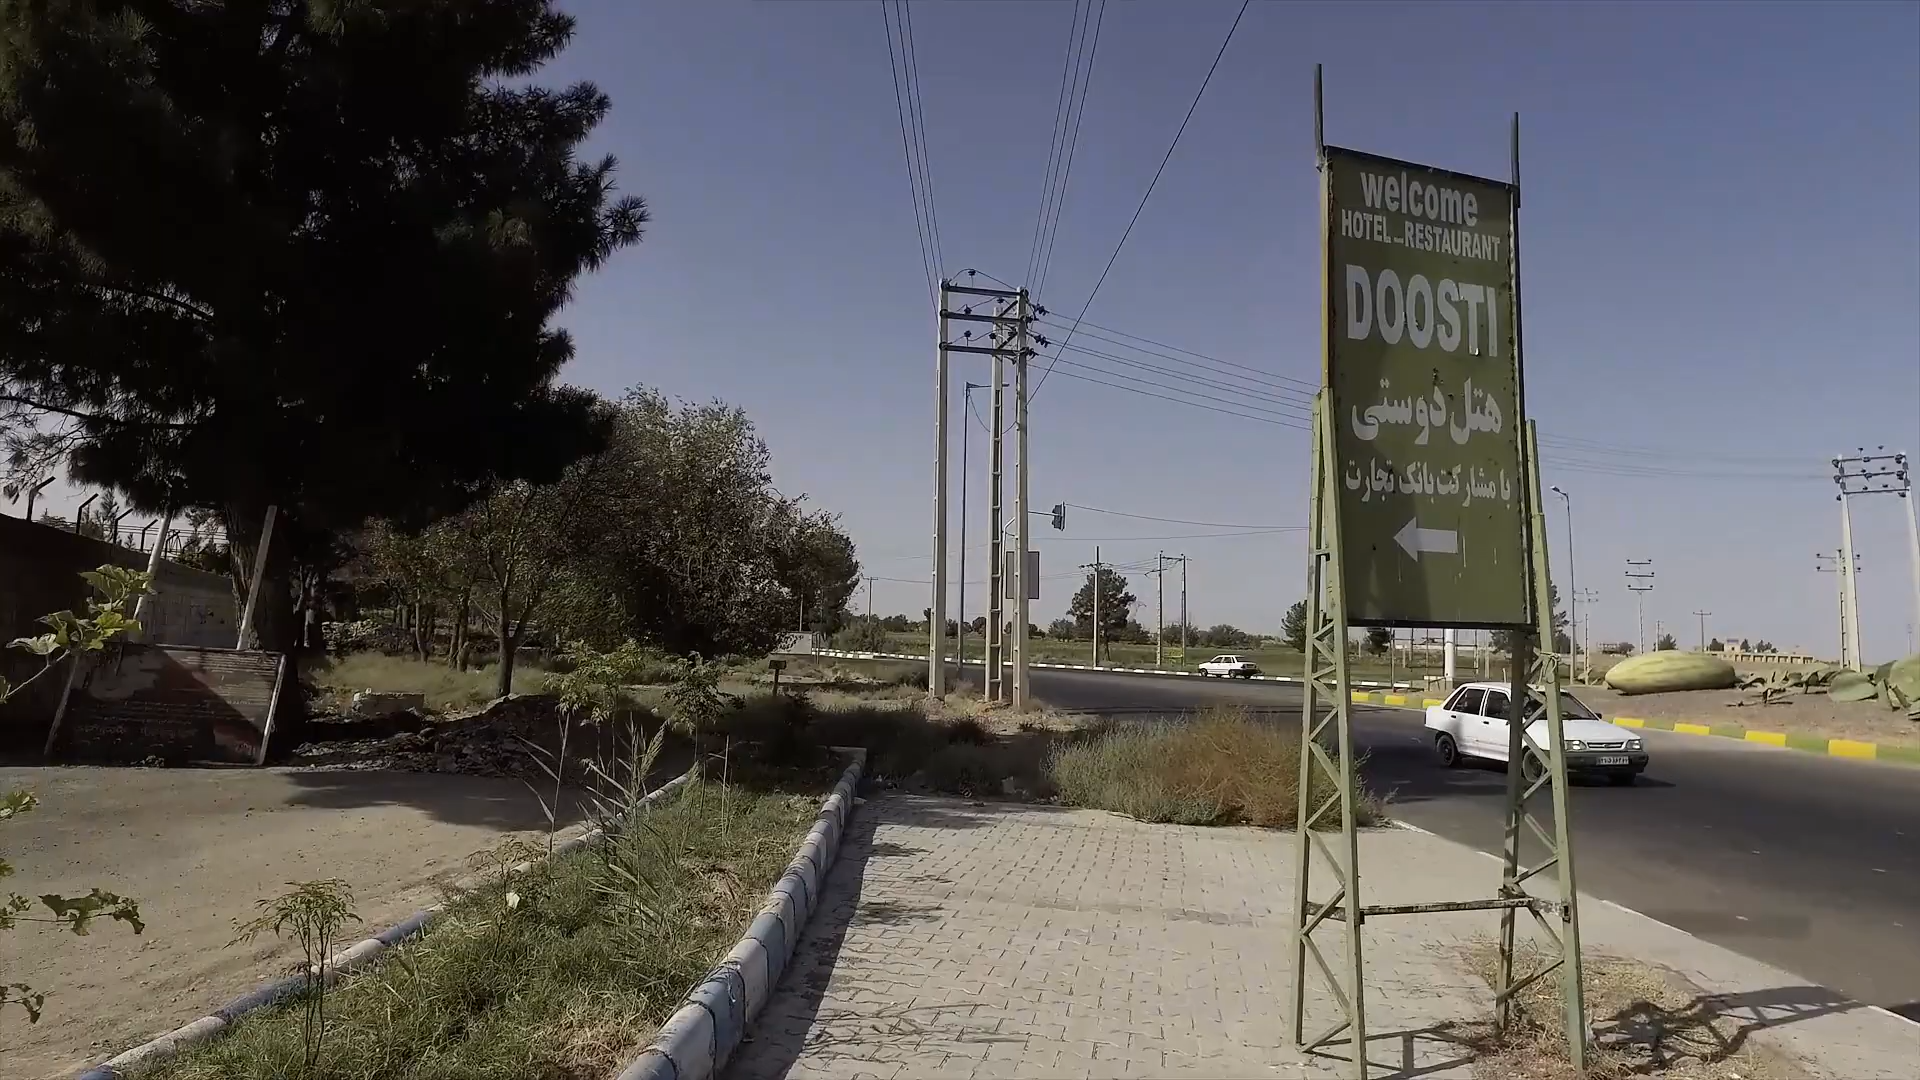 welcome
HOTEL_RESTAURANT
DOOSTI
هتل دوستی
با مشارکت بانک تجارت